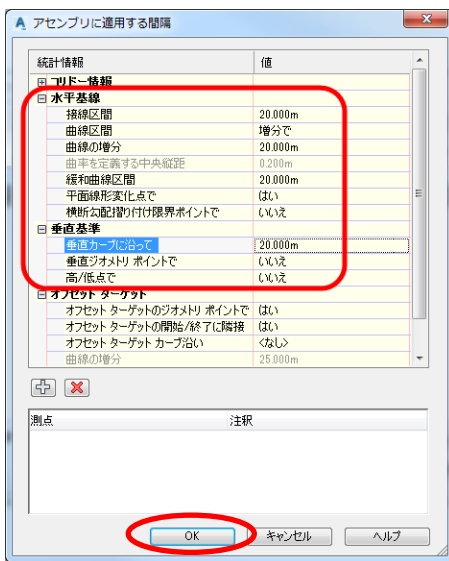 アセンブリに適用する間隔
統計情報 値
コリドー情報
水平基線
接線区間 20.000m
曲線区間 増分で
曲線の増分 20.000m
曲率を定義する中央縦距 0.200m
緩和曲線区間 20.000m
平面線形変化点で はい
横断勾配摺り付け限界ポイントで いいえ
垂直基準
垂直カーブに沿って 20.000m
垂直ジオメトリ ポイントで いいえ
高/低点で いいえ
オフセット ターゲット
オフセット ターゲットのジオメトリ ポイントで はい
オフセット ターゲットの開始/終了に隣接 はい
オフセット ターゲット カーブ沿い <なし>
曲線の増分 25.000m
測点 注釈
OK キャンセル ヘルプ